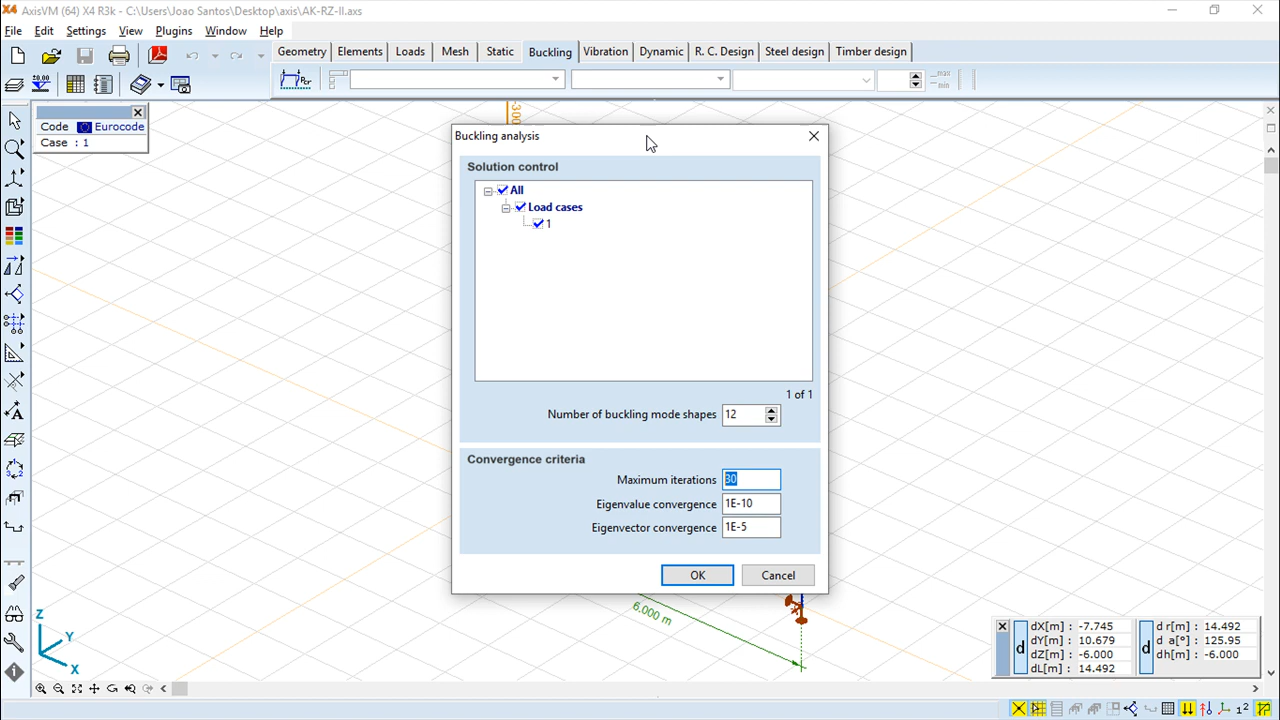 AxisVM (64) X4 R3k - C:\Users\Joao Santos\Desktop\axis\AK-RZ-II.axs
File Edit Settings View Plugins Window Help
Geometry Elements Loads Mesh Static Buckling Vibration Dynamic R. C. Design Steel design Timber design
Code Eurocode
Case : 1
Buckling analysis
Solution control
All
Load cases
1
1 of 1
Number of buckling mode shapes 12
Convergence criteria
Maximum iterations 30
Eigenvalue convergence 1E-10
Eigenvector convergence 1E-5
OK Cancel
6.000 m
Z
Y
X
d dX[m] : -7.745
dY[m] : 10.679
dZ[m] : -6.000
dL[m] : 14.492
d d r[m] : 14.492
d a[°] : 125.95
dh[m] : -6.000